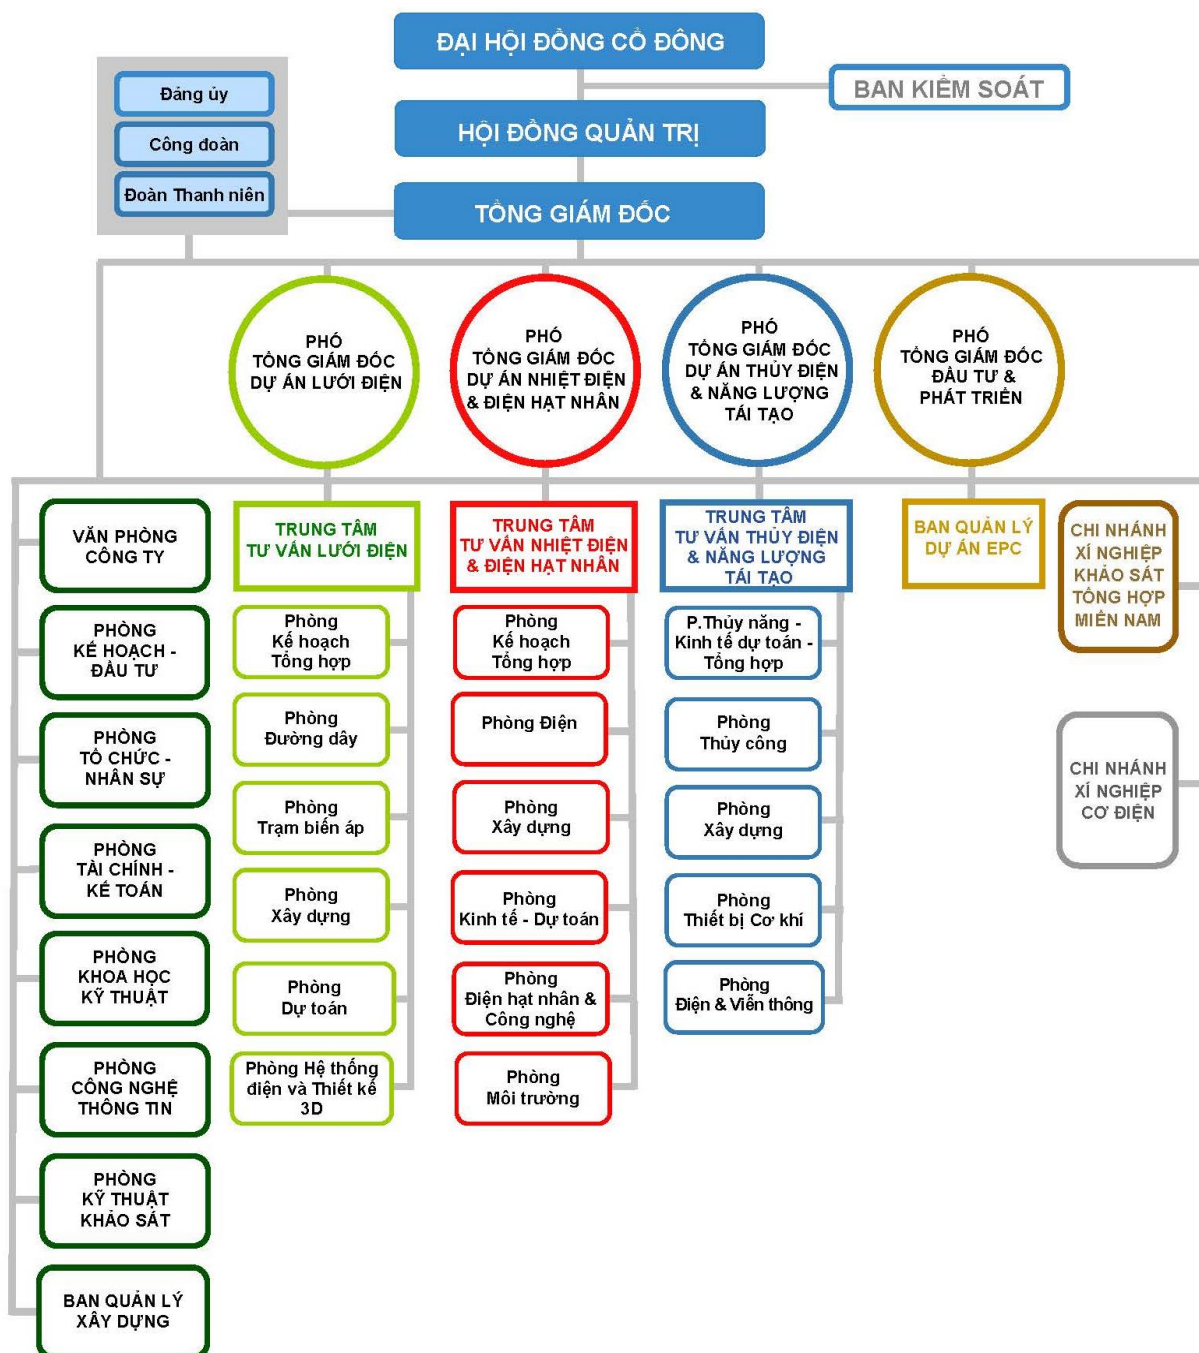 ĐẠI HỘI ĐỒNG CỔ ĐÔNG
BAN KIỂM SOÁT
HỘI ĐỒNG QUẢN TRỊ
TỔNG GIÁM ĐỐC
Đảng ủy
Công đoàn
Đoàn Thanh niên
PHÓ
TỔNG GIÁM ĐỐC
DỰ ÁN LƯỚI ĐIỆN
PHÓ
TỔNG GIÁM ĐỐC
DỰ ÁN NHIỆT ĐIỆN
& ĐIỆN HẠT NHÂN
PHÓ
TỔNG GIÁM ĐỐC
DỰ ÁN THỦY ĐIỆN
& NĂNG LƯỢNG
TÁI TẠO
PHÓ
TỔNG GIÁM ĐỐC
ĐẦU TƯ &
PHÁT TRIỂN
VĂN PHÒNG
CÔNG TY
PHÒNG
KẾ HOẠCH -
ĐẦU TƯ
PHÒNG
TỔ CHỨC -
NHÂN SỰ
PHÒNG
TÀI CHÍNH -
KẾ TOÁN
PHÒNG
KHOA HỌC
KỸ THUẬT
PHÒNG
CÔNG NGHỆ
THÔNG TIN
PHÒNG
KỸ THUẬT
KHẢO SÁT
BAN QUẢN LÝ
XÂY DỰNG
TRUNG TÂM
TƯ VẤN LƯỚI ĐIỆN
Phòng
Kế hoạch
Tổng hợp
Phòng
Đường dây
Phòng
Trạm biến áp
Phòng
Xây dựng
Phòng
Dự toán
Phòng Hệ thống
điện và Thiết kế
3D
TRUNG TÂM
TƯ VẤN NHIỆT ĐIỆN
& ĐIỆN HẠT NHÂN
Phòng
Kế hoạch
Tổng hợp
Phòng Điện
Phòng
Xây dựng
Phòng
Kinh tế - Dự toán
Phòng
Điện hạt nhân &
Công nghệ
Phòng
Môi trường
TRUNG TÂM
TƯ VẤN THỦY ĐIỆN
& NĂNG LƯỢNG
TÁI TẠO
P.Thủy năng -
Kinh tế dự toán -
Tổng hợp
Phòng
Thủy công
Phòng
Xây dựng
Phòng
Thiết bị Cơ khí
Phòng
Điện & Viễn thông
BAN QUẢN LÝ
DỰ ÁN EPC
CHI NHÁNH
XÍ NGHIỆP
KHẢO SÁT
TỔNG HỢP
MIỀN NAM
CHI NHÁNH
XÍ NGHIỆP
CƠ ĐIỆN